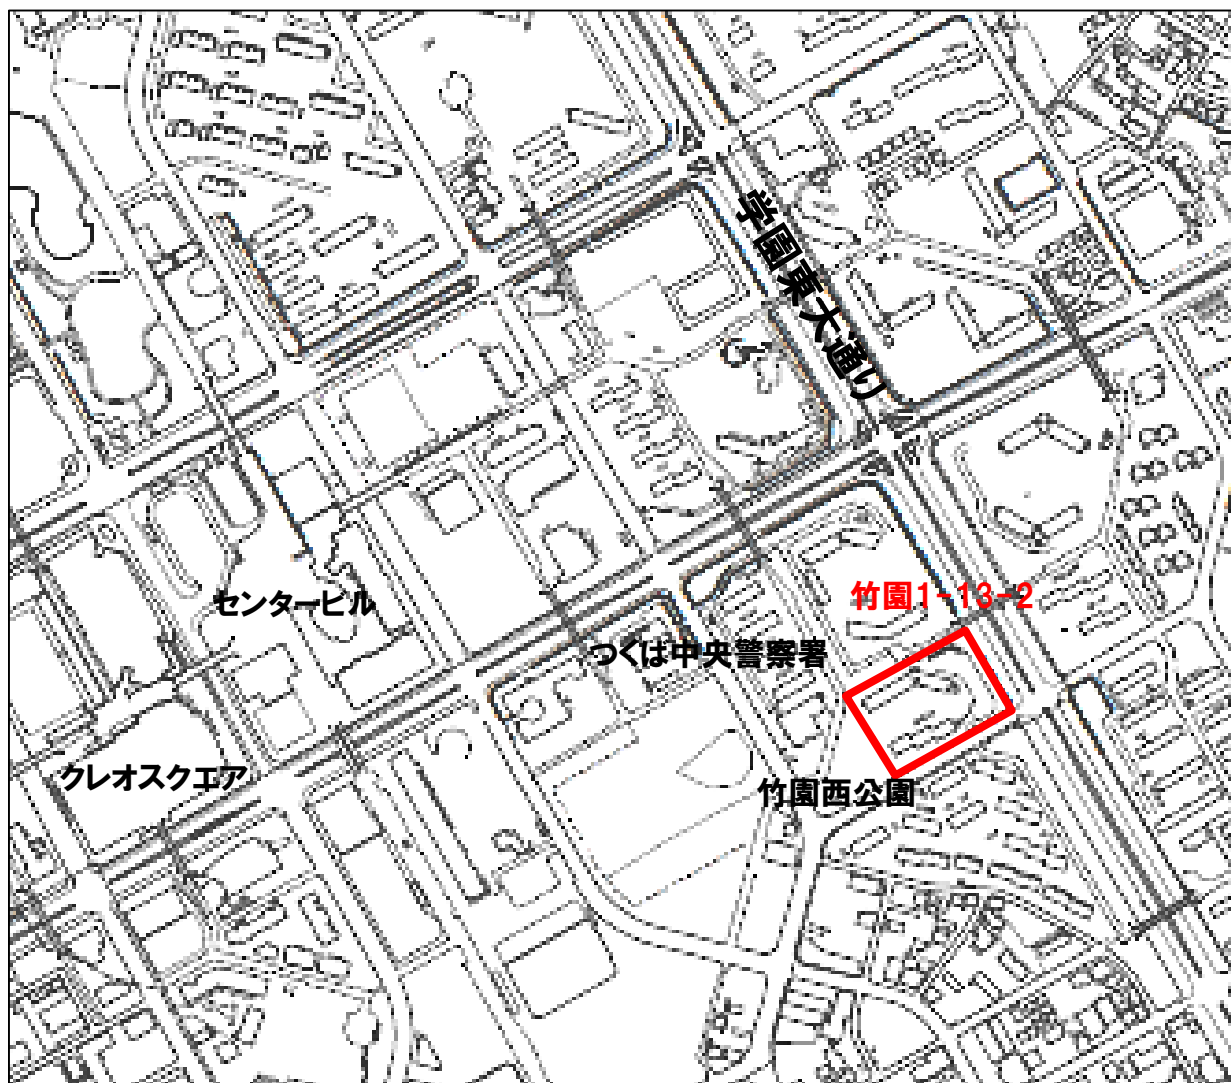 学園東大通り
竹園1-13-2
センタービル
つくば中央警察署
クレオスクエア
竹園西公園